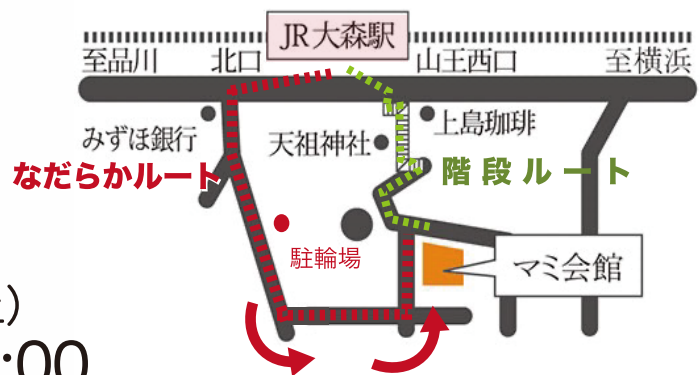 JR大森駅
至品川
北口
山王西口
至横浜
みずほ銀行
天祖神社
上島珈琲
なだらかルート
階段ルート
駐輪場
マミ会館
)
:00